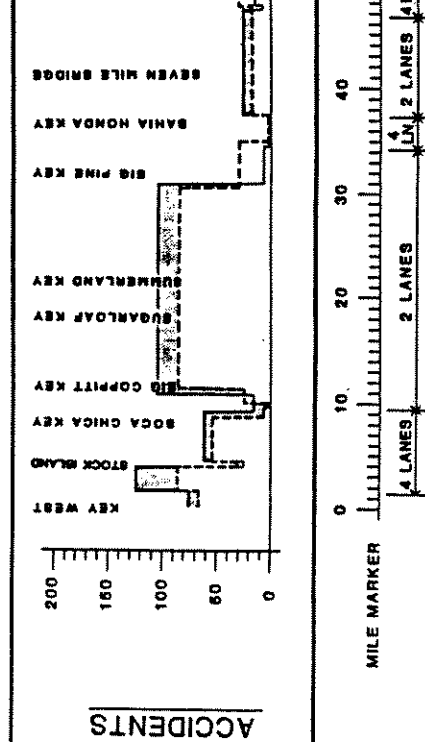 ACCIDENTS
200
150
100
50
0
KEY WEST
STOCK ISLAND
BOCA CHICA KEY
BIG COPPITT KEY
SUGARLOAF KEY
SUMMERLAND KEY
BIG PINE KEY
BAHIA HONDA KEY
SEVEN MILE BRIDGE
MILE MARKER
0
10
20
30
40
4 LANES
2 LANES
4 LN
2 LANES
4